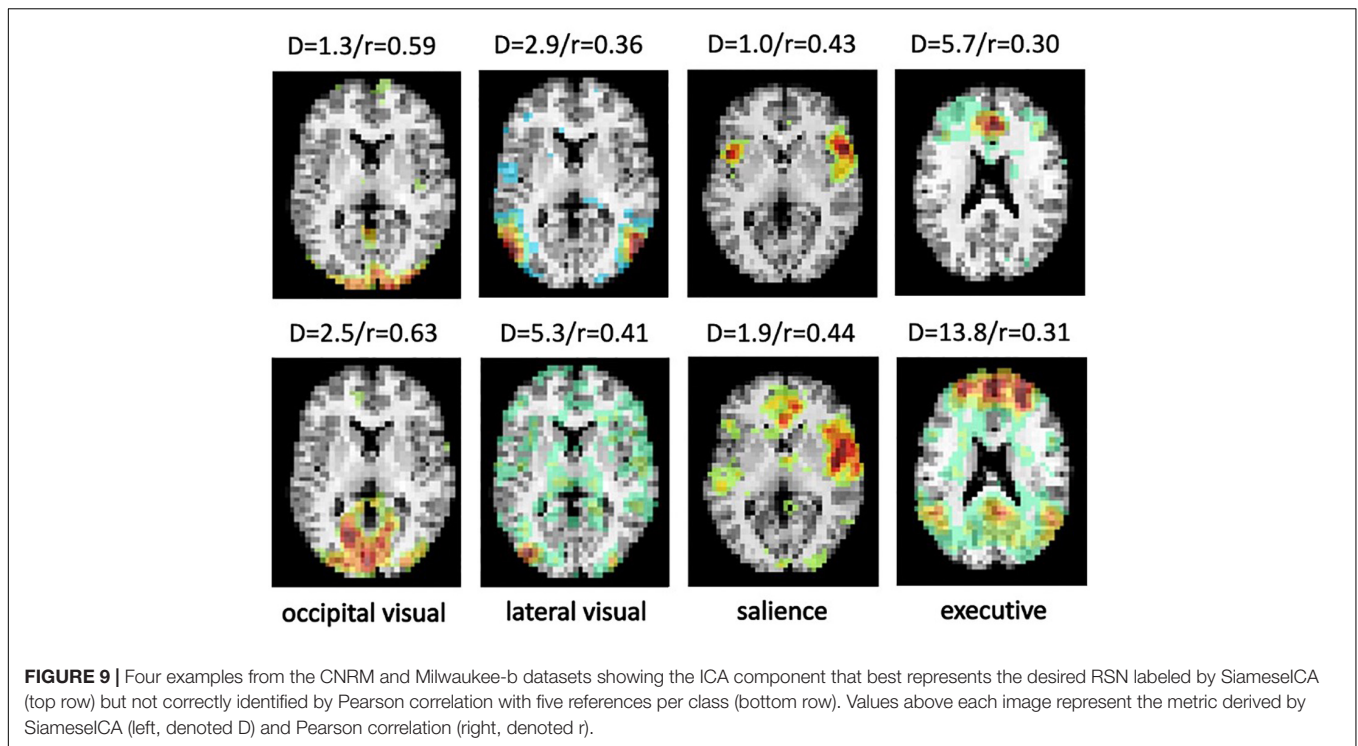 D=1.3/r=0.59 D=2.9/r=0.36 D=1.0/r=0.43 D=5.7/r=0.30
D=2.5/r=0.63 D=5.3/r=0.41 D=1.9/r=0.44 D=13.8/r=0.31
occipital visual lateral visual salience executive
FIGURE 9 | Four examples from the CNRM and Milwaukee-b datasets showing the ICA component that best represents the desired RSN labeled by SiameseICA
(top row) but not correctly identified by Pearson correlation with five references per class (bottom row). Values above each image represent the metric derived by
SiameseICA (left, denoted D) and Pearson correlation (right, denoted r).